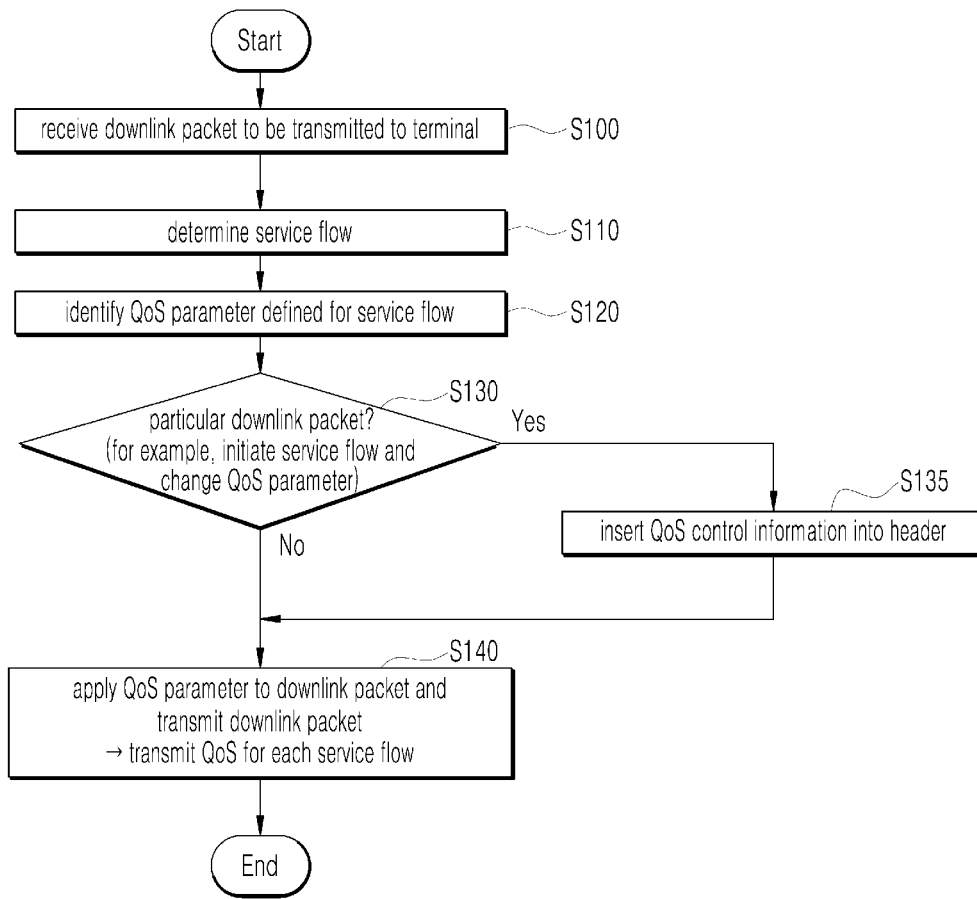 Start
receive downlink packet to be transmitted to terminal
S100
determine service flow
S110
identify QoS parameter defined for service flow
S120
S130
particular downlink packet?
(for example, initiate service flow and
change QoS parameter)
Yes
S135
insert QoS control information into header
No
S140
apply QoS parameter to downlink packet and
transmit downlink packet
→ transmit QoS for each service flow
End